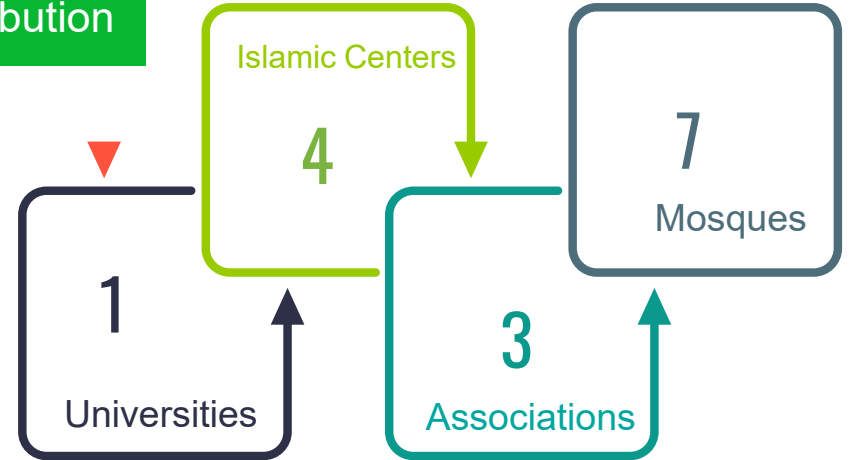 bution
Islamic Centers
4
7
Mosques
1
Universities
3
Associations